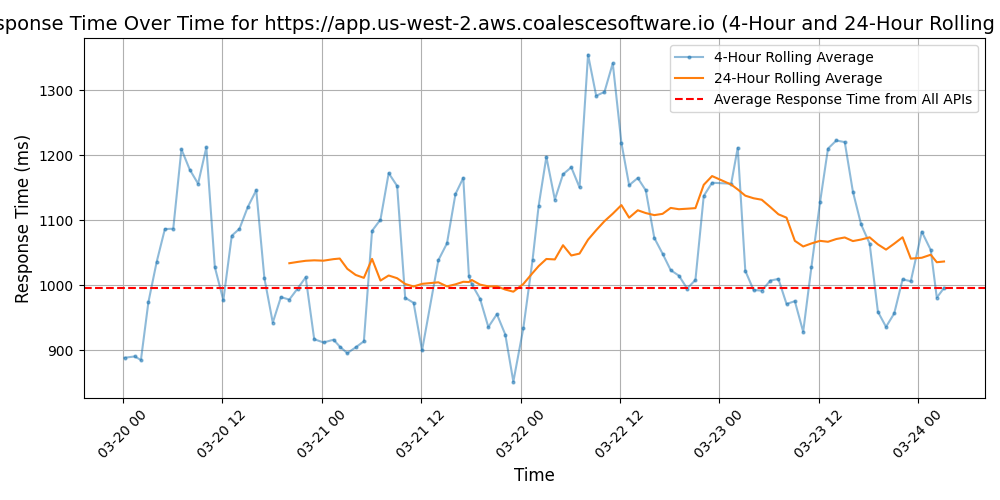 sponse Time Over Time for https://app.us-west-2.aws.coalescesoftware.io (4-Hour and 24-Hour Rolling
4-Hour Rolling Average
24-Hour Rolling Average
Average Response Time from All APIs
Response Time (ms)
1300
1200
1100
1000
900
03-20 00
03-20 12
03-21 00
03-21 12
03-22 00
03-22 12
03-23 00
03-23 12
03-24 00
Time